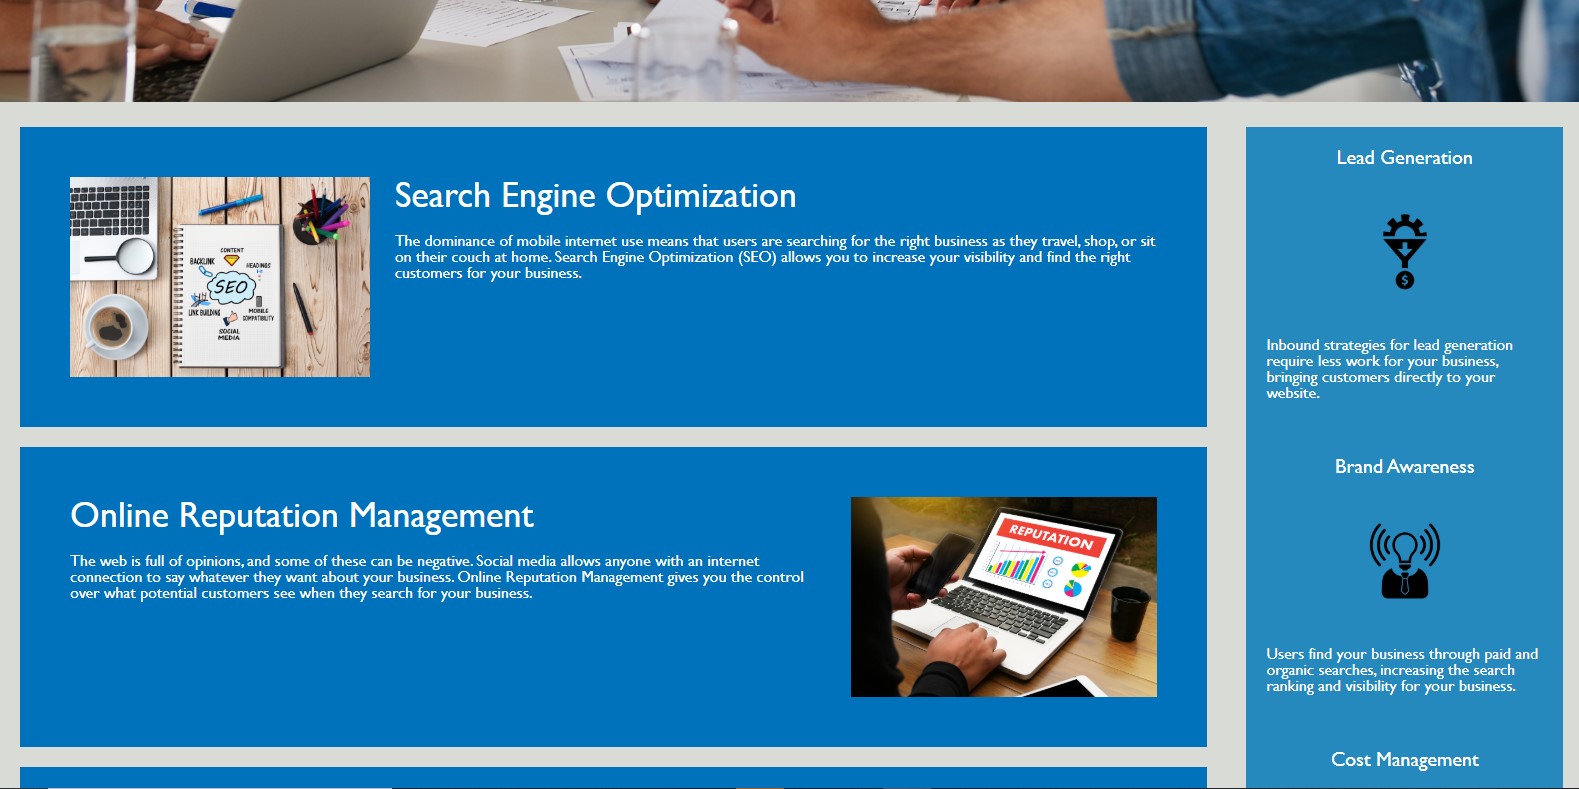 Search Engine Optimization
The dominance of mobile internet use means that users are searching for the right business as they travel, shop, or sit
on their couch at home. Search Engine Optimization (SEO) allows you to increase your visibility and find the right
customers for your business.
CONTENT
BACKLINK
HEADINGS
SEO
LINK BUILDING
MOBILE
COMPATIBILITY
SOCIAL
MEDIA
Online Reputation Management
The web is full of opinions, and some of these can be negative. Social media allows anyone with an internet
connection to say whatever they want about your business. Online Reputation Management gives you the control
over what potential customers see when they search for your business.
REPUTATION
Lead Generation
$
Inbound strategies for lead generation
require less work for your business,
bringing customers directly to your
website.
Brand Awareness
Users find your business through paid and
organic searches, increasing the search
ranking and visibility for your business.
Cost Management